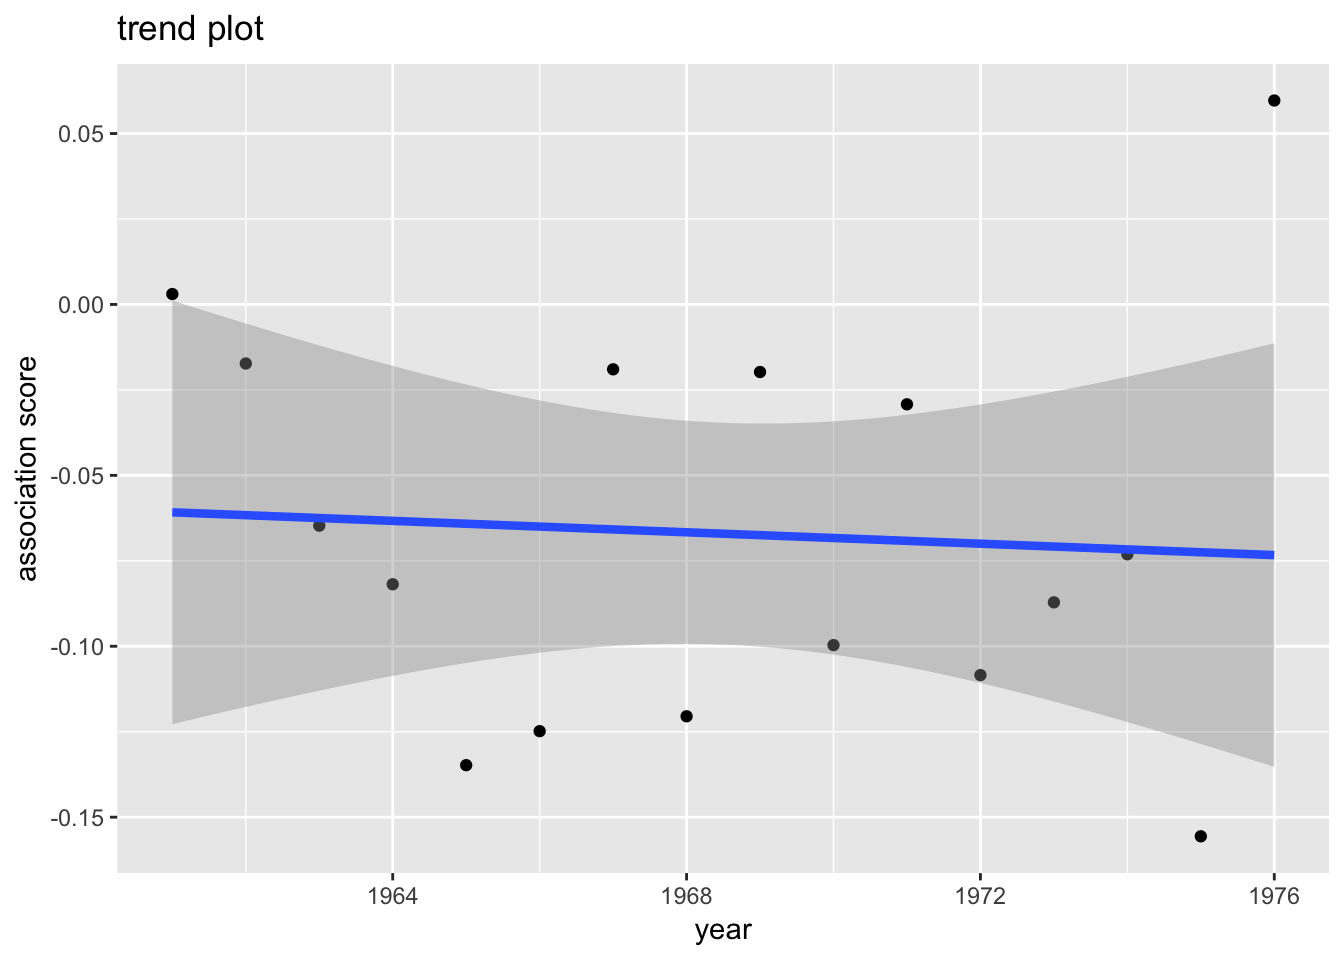 trend plot
0.05
0.00
-0.05
-0.10
-0.15
association score
1964 1968 1972 1976
year